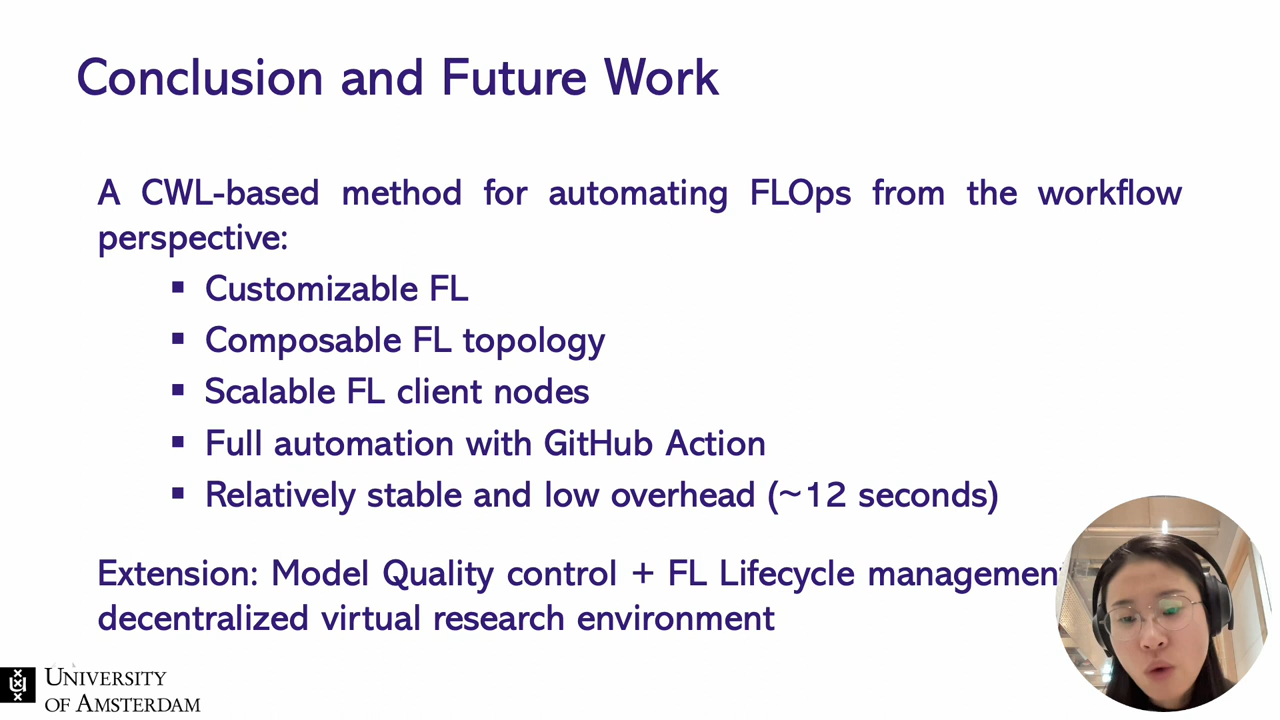 Conclusion and Future Work
A CWL-based method for automating FLOps from the workflow
perspective:
▪ Customizable FL
▪ Composable FL topology
▪ Scalable FL client nodes
▪ Full automation with GitHub Action
▪ Relatively stable and low overhead (~12 seconds)
Extension: Model Quality control + FL Lifecycle management
decentralized virtual research environment
UNIVERSITY
OF AMSTERDAM